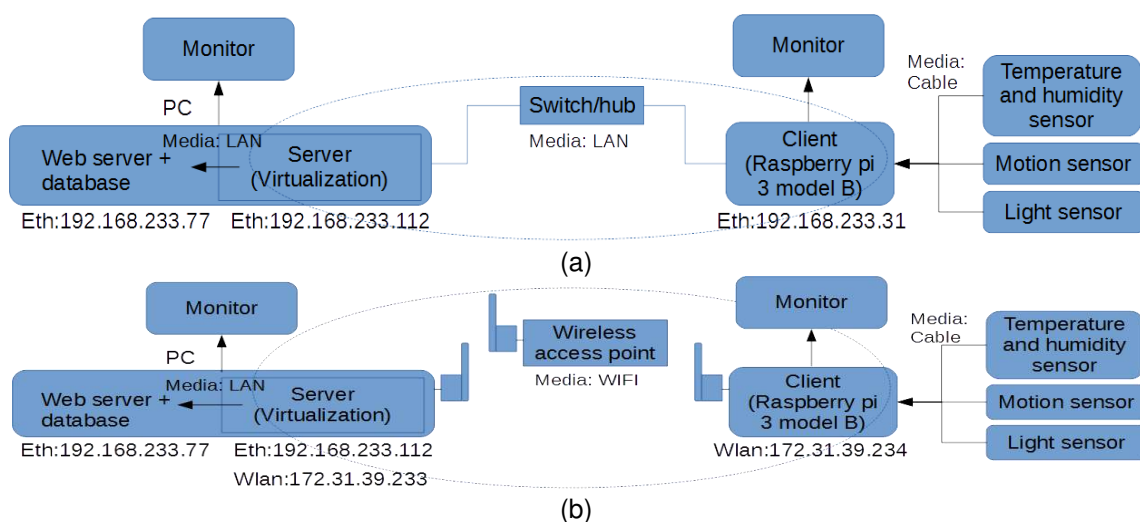 Monitor
Monitor
Media:
Cable
Temperature
and humidity
sensor
PC
Switch/hub
Media: LAN
Media: LAN
Web server +
database
Server
(Virtualization)
Client
(Raspberry pi
3 model B)
Motion sensor
Light sensor
Eth:192.168.233.77
Eth:192.168.233.112
Eth:192.168.233.31
(a)
Monitor
Monitor
Media:
Cable
Temperature
and humidity
sensor
PC
Wireless
access point
Media: WIFI
Media: LAN
Web server +
database
Server
(Virtualization)
Client
(Raspberry pi
3 model B)
Motion sensor
Light sensor
Eth:192.168.233.77
Eth:192.168.233.112
Wlan:172.31.39.233
Wlan:172.31.39.234
(b)